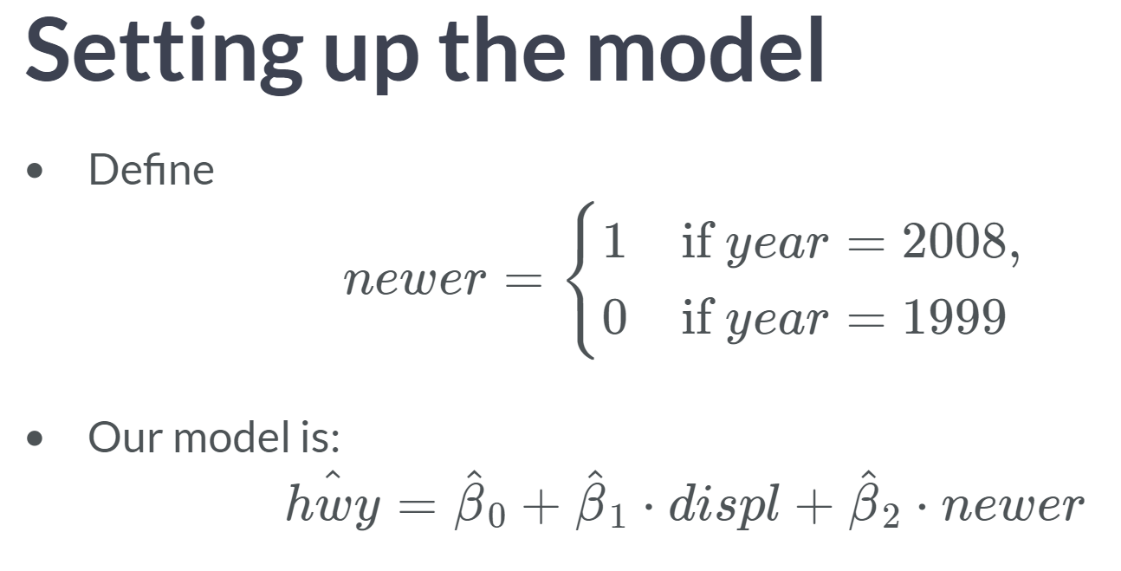 Setting up the model
• Define
newer = { 1 if year = 2008,
0 if year = 1999
• Our model is:
hŵy = β̂₀ + β̂₁ · displ + β̂₂ · newer